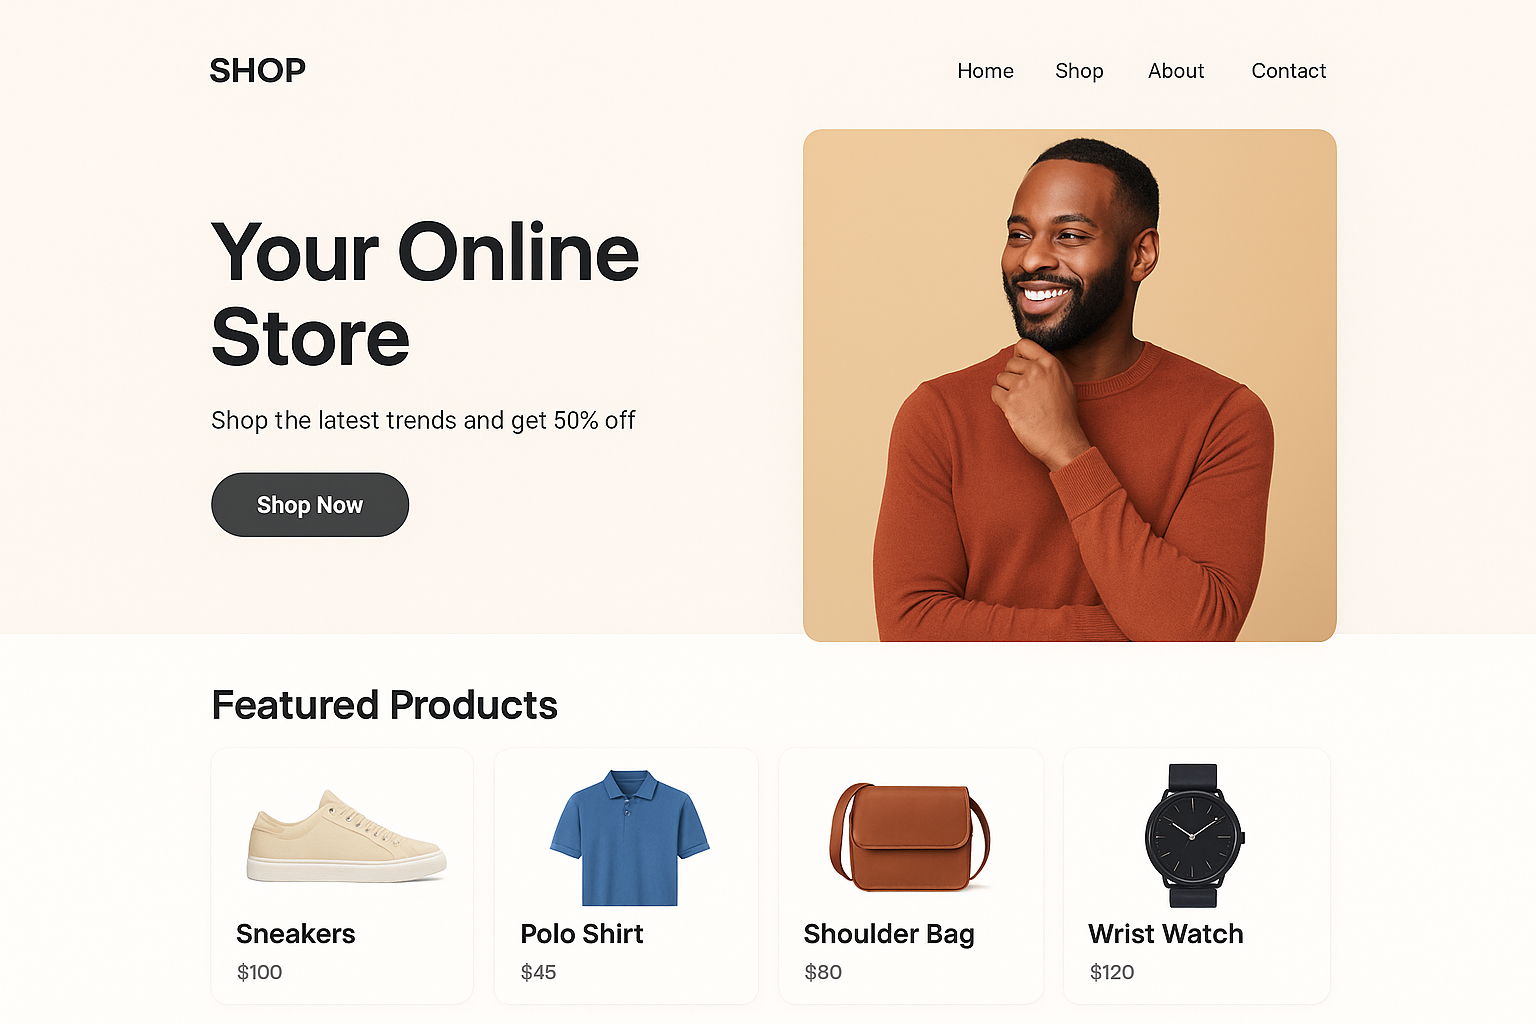 SHOP
Home Shop About Contact
Your Online
Store
Shop the latest trends and get 50% off
Shop Now
Featured Products
Sneakers
$100
Polo Shirt
$45
Shoulder Bag
$80
Wrist Watch
$120